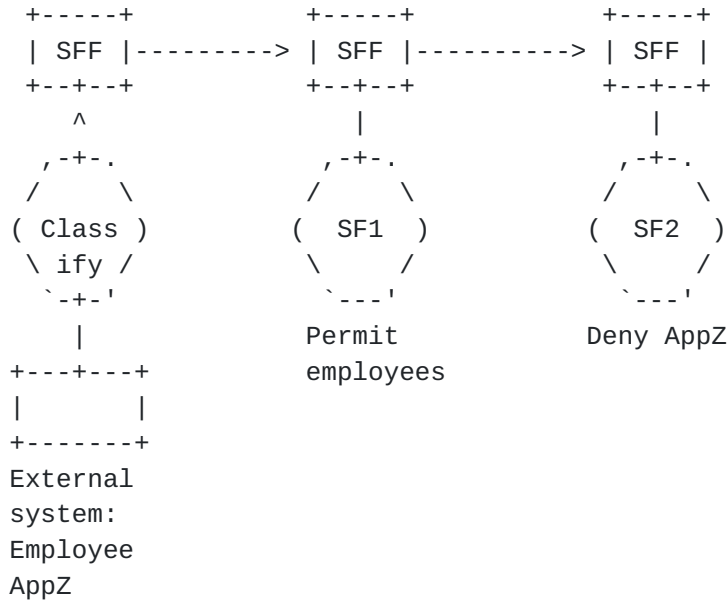 +-----+            +-----+             +-----+
| SFF |---------> | SFF |----------> | SFF |
+--+--+            +--+--+             +--+--+
^                  |                   |
,-+-.              ,-+-.               ,-+-.
/     \            /     \             /     \
( Class )          (  SF1  )           (  SF2  )
\ ify /            \     /             \     /
`-+-'              `---'               `---'
|              Permit            Deny AppZ
+---+---+          employees
|       |
+-------+
External
system:
Employee
AppZ